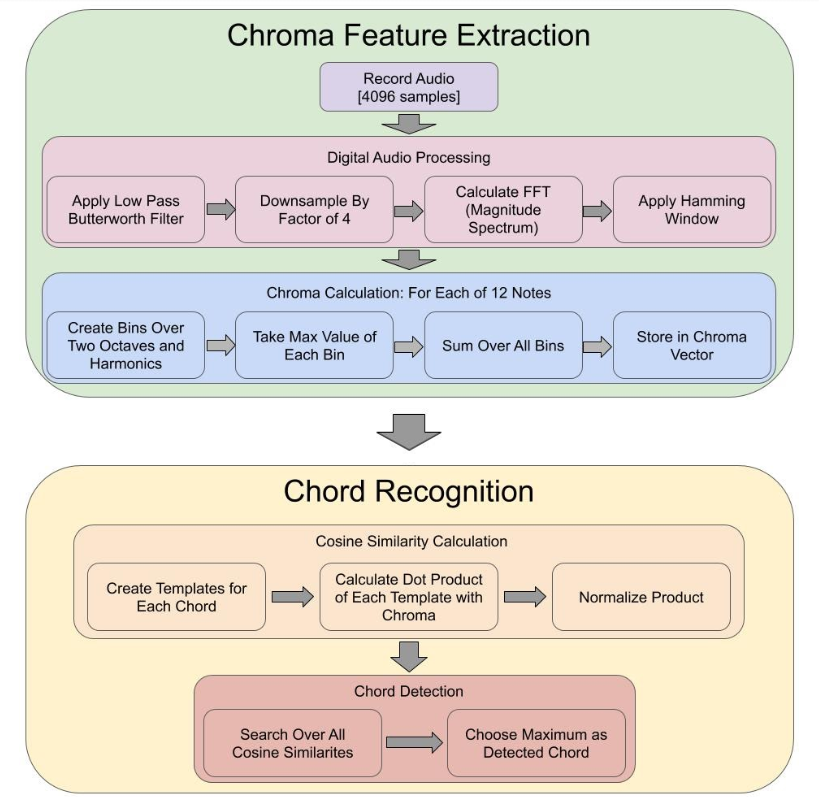 Chroma Feature Extraction
Record Audio
[4096 samples]
Digital Audio Processing
Apply Low Pass
Butterworth Filter
Downsample By
Factor of 4
Calculate FFT
(Magnitude
Spectrum)
Apply Hamming
Window
Chroma Calculation: For Each of 12 Notes
Create Bins Over
Two Octaves and
Harmonics
Take Max Value of
Each Bin
Sum Over All Bins
Store in Chroma
Vector
Chord Recognition
Cosine Similarity Calculation
Create Templates for
Each Chord
Calculate Dot Product
of Each Template with
Chroma
Normalize Product
Chord Detection
Search Over All
Cosine Similarites
Choose Maximum as
Detected Chord